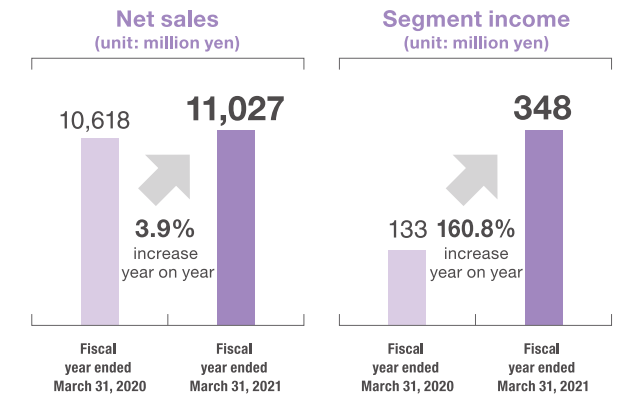 Net sales
(unit: million yen)
10,618
11,027
3.9%
increase
year on year
Fiscal
year ended
March 31, 2020
Fiscal
year ended
March 31, 2021
Segment income
(unit: million yen)
133
348
160.8%
increase
year on year
Fiscal
year ended
March 31, 2020
Fiscal
year ended
March 31, 2021